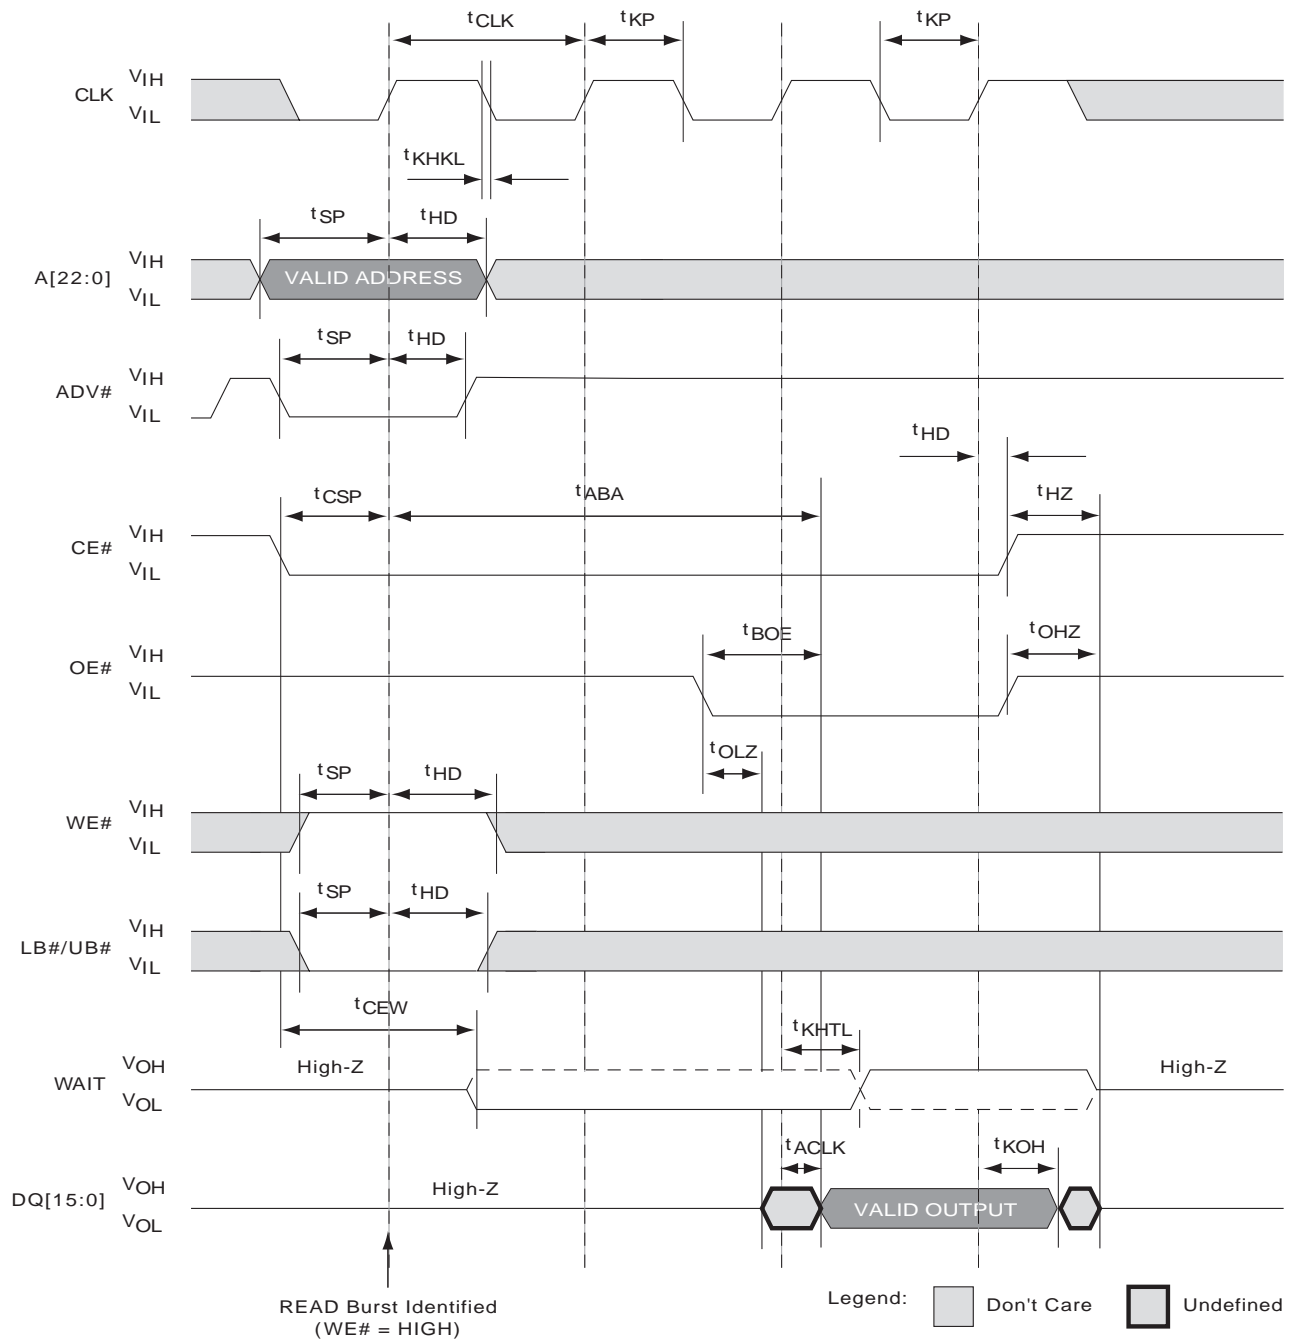 tCLK tKP tKP
CLK VIH
VIL
tKHKL
tSP tHD
A[22:0] VIH
VIL
VALID ADDRESS
tSP tHD
ADV# VIH
VIL
tHD
tCSP tABA tHZ
CE# VIH
VIL
tBOE tOHZ
OE# VIH
VIL
tOLZ
tSP tHD
WE# VIH
VIL
tSP tHD
LB#/UB# VIH
VIL
tCEW
tKHTL
WAIT VOH
VOL
High-Z High-Z
tACLK tKOH
DQ[15:0] VOH
VOL
High-Z
VALID OUTPUT
READ Burst Identified
(WE# = HIGH)
Legend: Don't Care Undefined